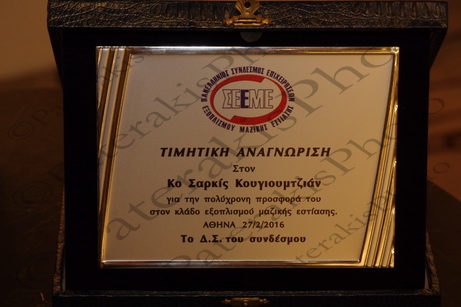 ΠΑΝΕΛΛΗΝΙΟΣ ΣΥΝΔΕΣΜΟΣ ΕΠΙΧΕΙΡΗΣΕΩΝ
ΣΕΕΜΕ
ΕΞΟΠΛΙΣΜΟΥ ΜΑΖΙΚΗΣ ΕΣΤΙΑΣΗΣ
ΤΙΜΗΤΙΚΗ ΑΝΑΓΝΩΡΙΣΗ
Στον
Κο Σαρκίς Κουγιουμτζιάν
για την πολύχρονη προσφορά του
στον κλάδο εξοπλισμού μαζικής εστίασης.
ΑΘΗΝΑ 27/2/2016
Το Δ.Σ. του συνδέσμου
PaterakisPhoto